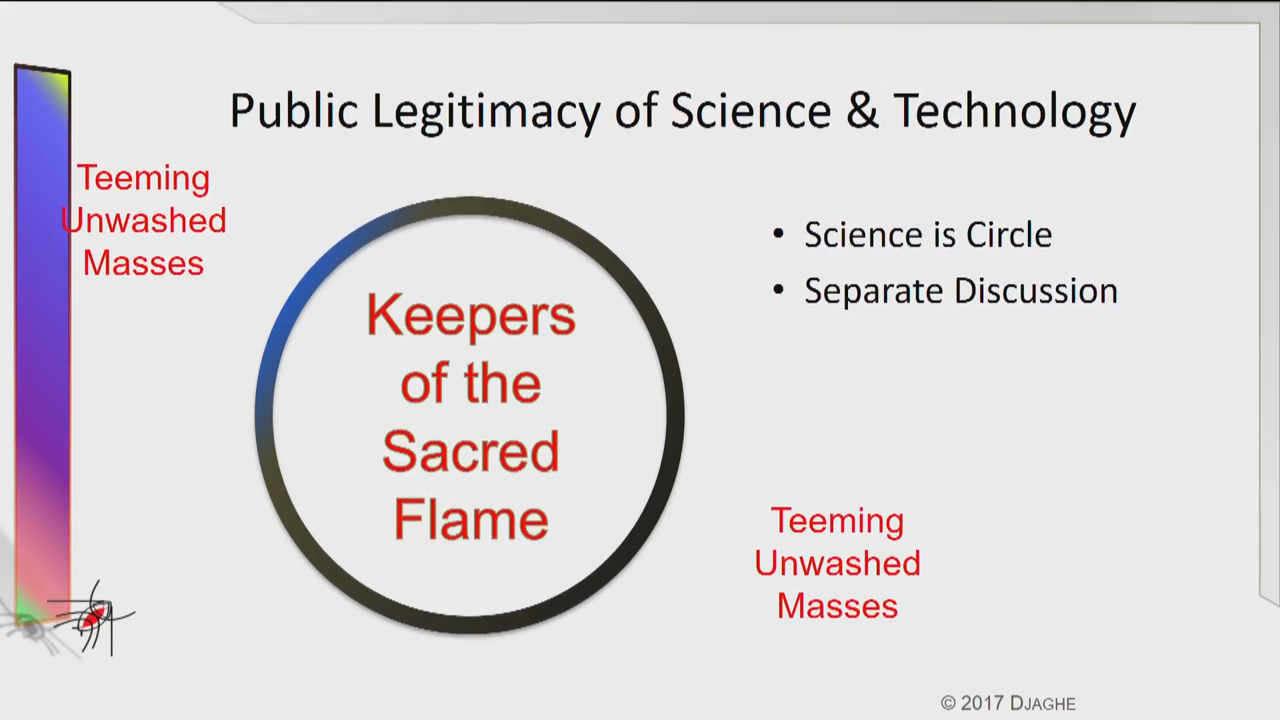 Public Legitimacy of Science & Technology
Teeming
Unwashed
Masses
Keepers
of the
Sacred
Flame
• Science is Circle
• Separate Discussion
Teeming
Unwashed
Masses
© 2017 DJAGHE